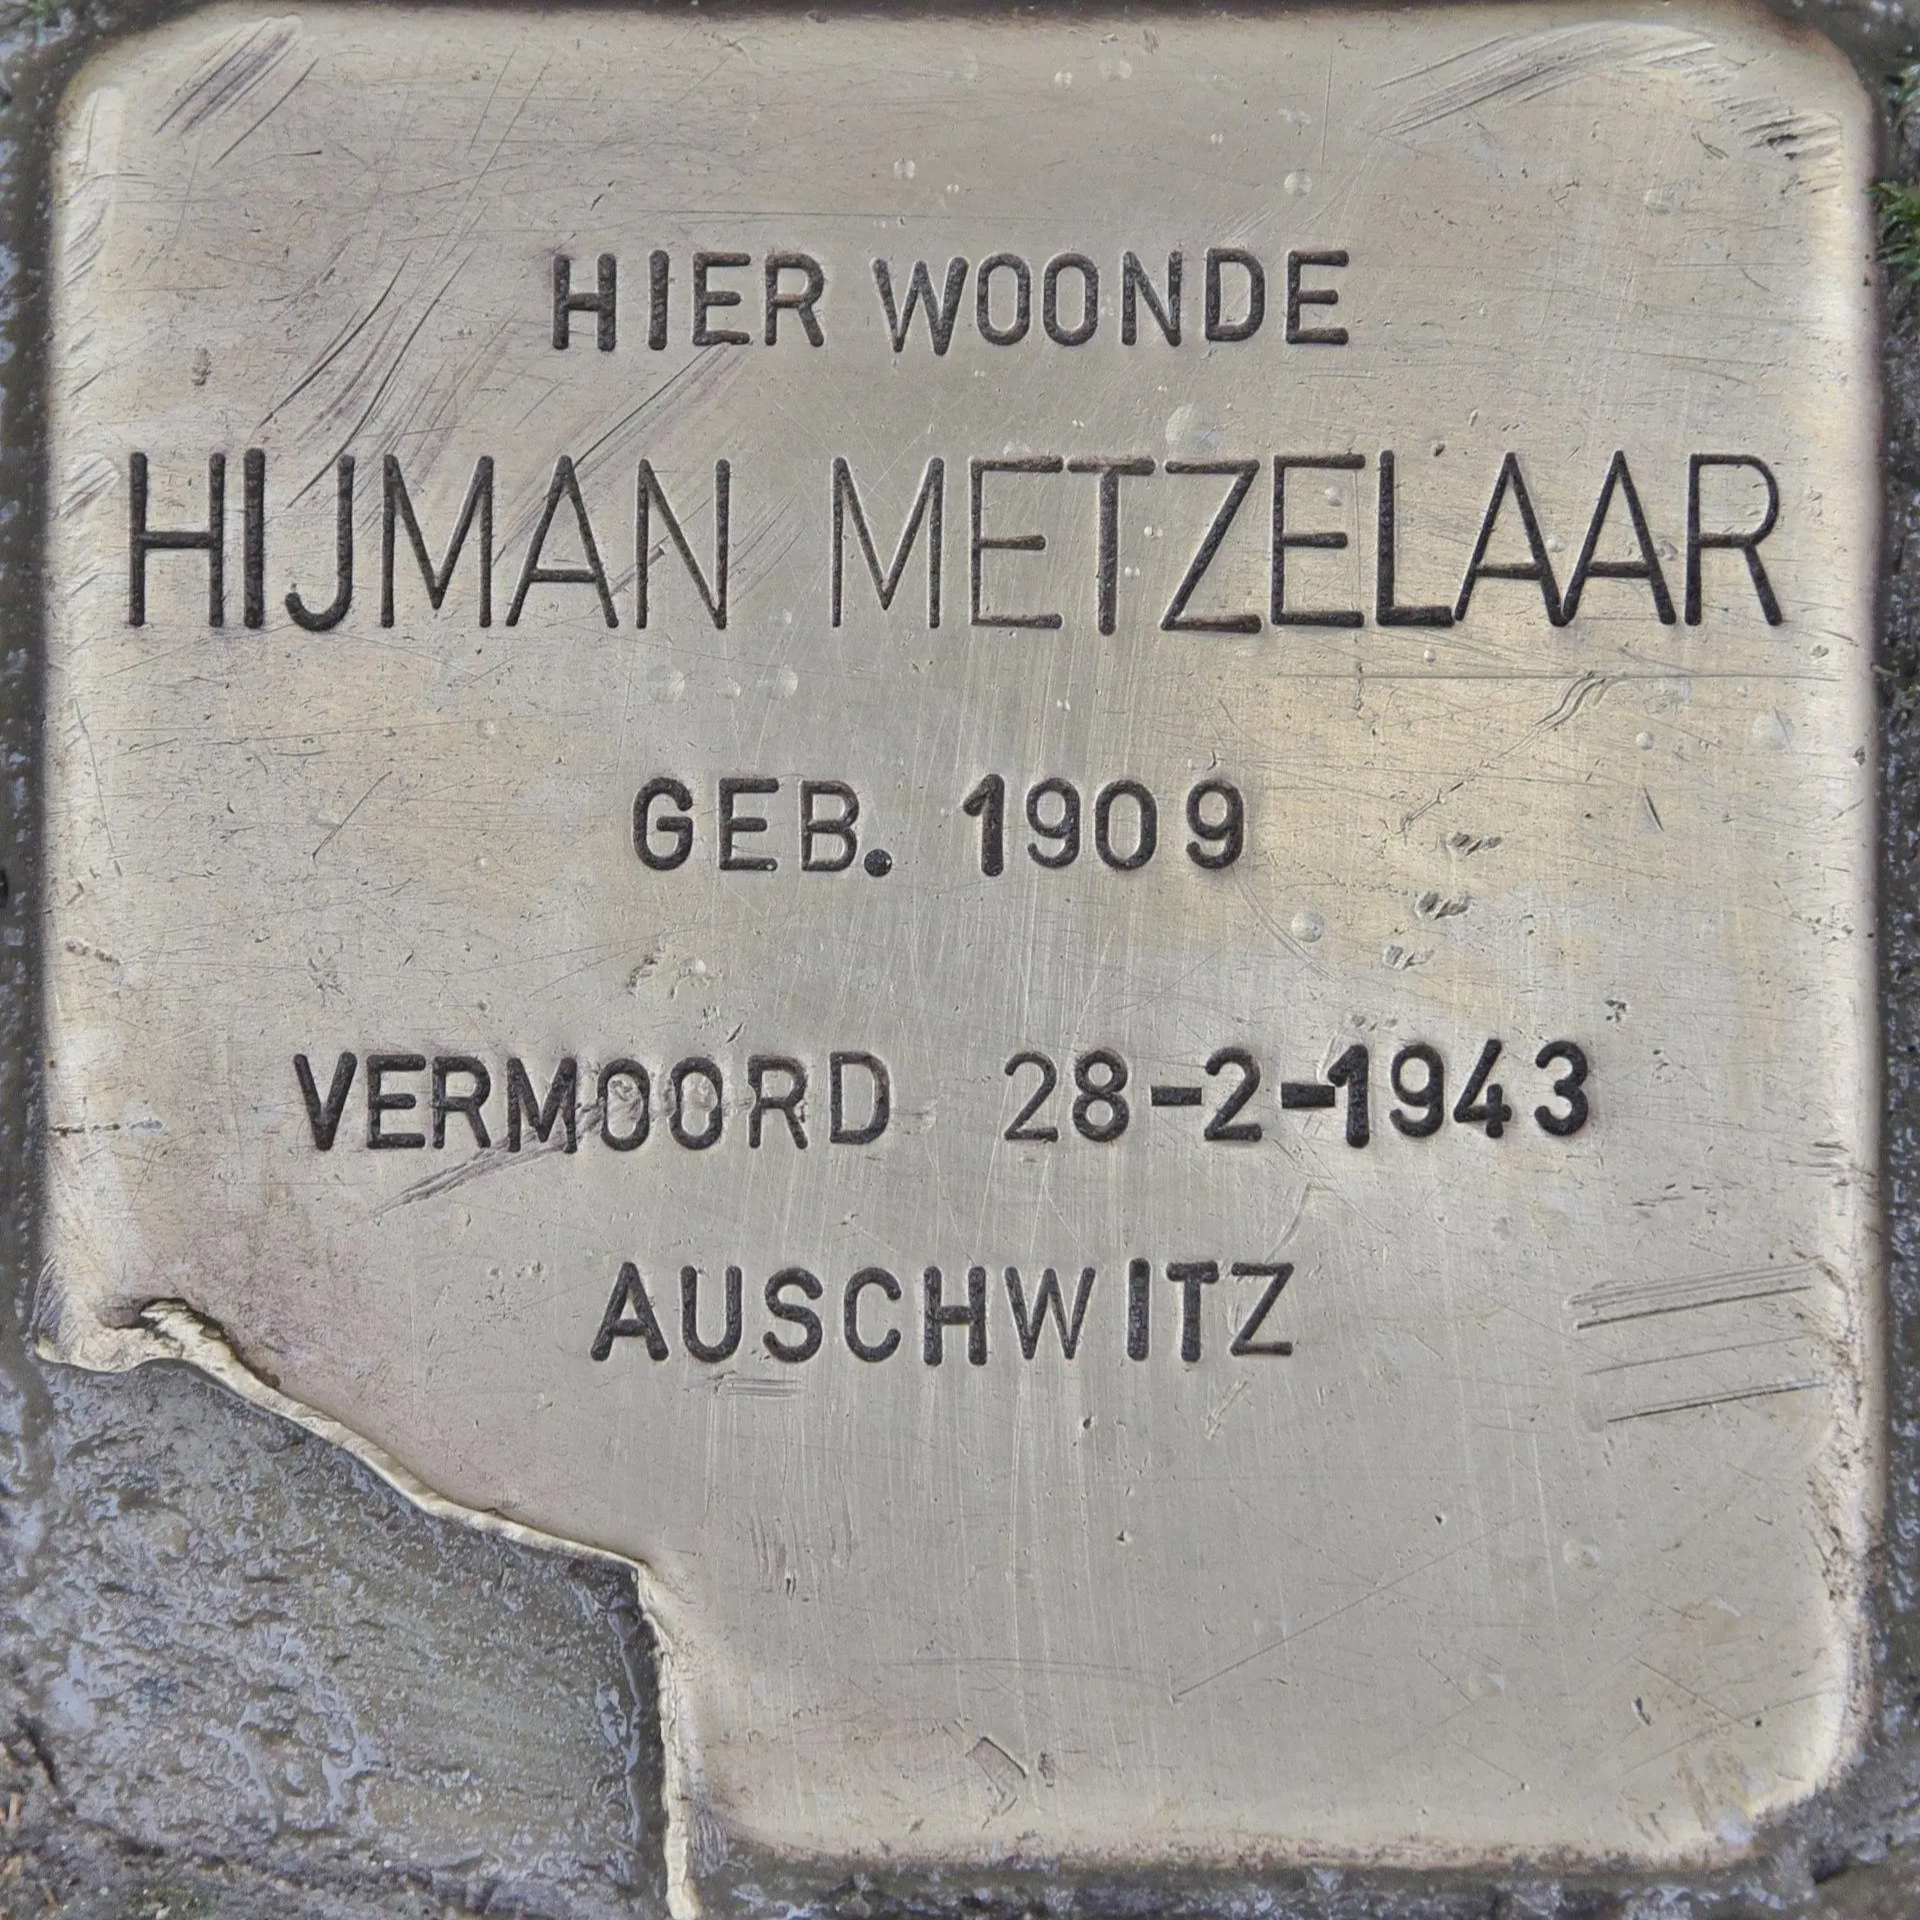 HIER WOONDE
HIJMAN METZELAAR
GEB. 1909
VERMOORD 28-2-1943
AUSCHWITZ